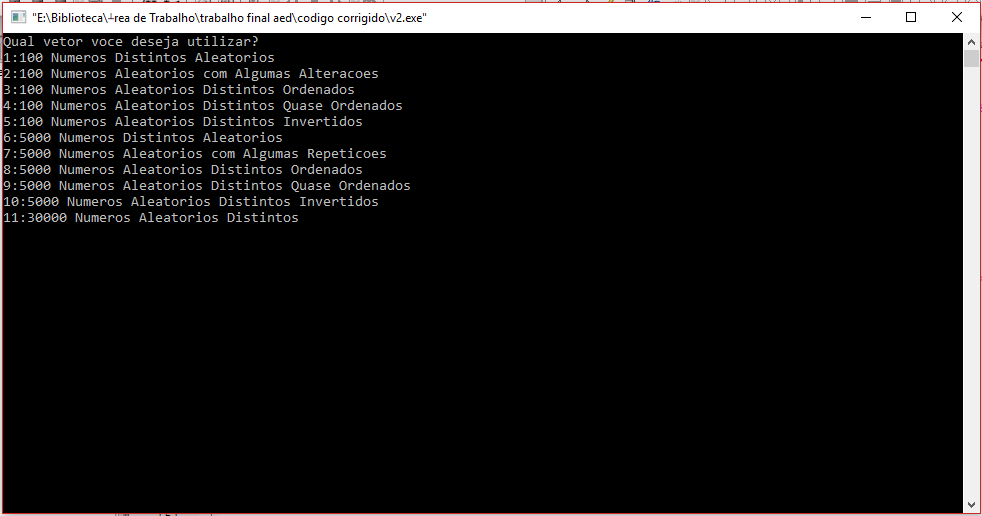 "E:\Biblioteca\┴rea de Trabalho\trabalho final aed\codigo corrigido\v2.exe"
Qual vetor voce deseja utilizar?
1:100 Numeros Distintos Aleatorios
2:100 Numeros Aleatorios com Algumas Alteracoes
3:100 Numeros Aleatorios Distintos Ordenados
4:100 Numeros Aleatorios Distintos Quase Ordenados
5:100 Numeros Aleatorios Distintos Invertidos
6:5000 Numeros Distintos Aleatorios
7:5000 Numeros Aleatorios com Algumas Repeticoes
8:5000 Numeros Aleatorios Distintos Ordenados
9:5000 Numeros Aleatorios Distintos Quase Ordenados
10:5000 Numeros Aleatorios Distintos Invertidos
11:30000 Numeros Aleatorios Distintos